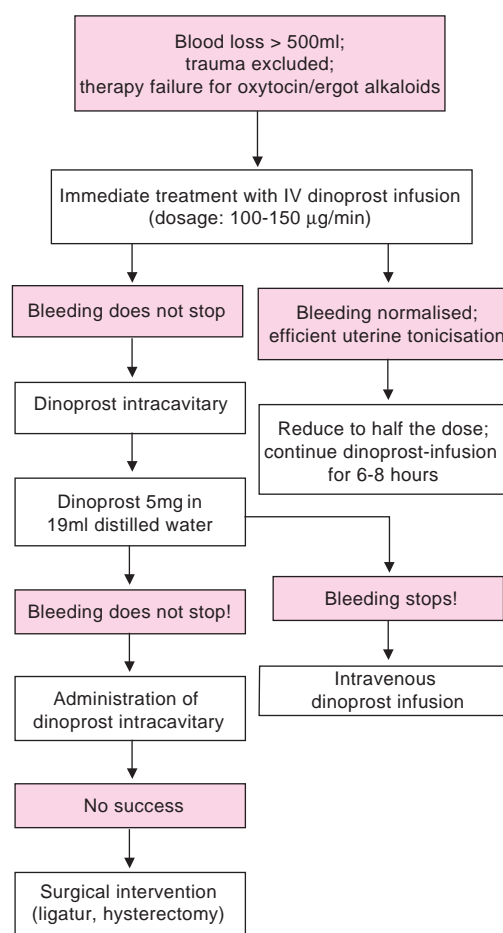 Blood loss > 500ml;
trauma excluded;
therapy failure for oxytocin/ergot alkaloids
Immediate treatment with IV dinoprost infusion
(dosage: 100-150 μg/min)
Bleeding does not stop
Bleeding normalised;
efficient uterine tonicisation
Dinoprost intracavitary
Reduce to half the dose;
continue dinoprost-infusion
for 6-8 hours
Dinoprost 5mg in
19ml distilled water
Bleeding does not stop!
Bleeding stops!
Administration of
dinoprost intracavitary
Intravenous
dinoprost infusion
No success
Surgical intervention
(ligatur, hysterectomy)